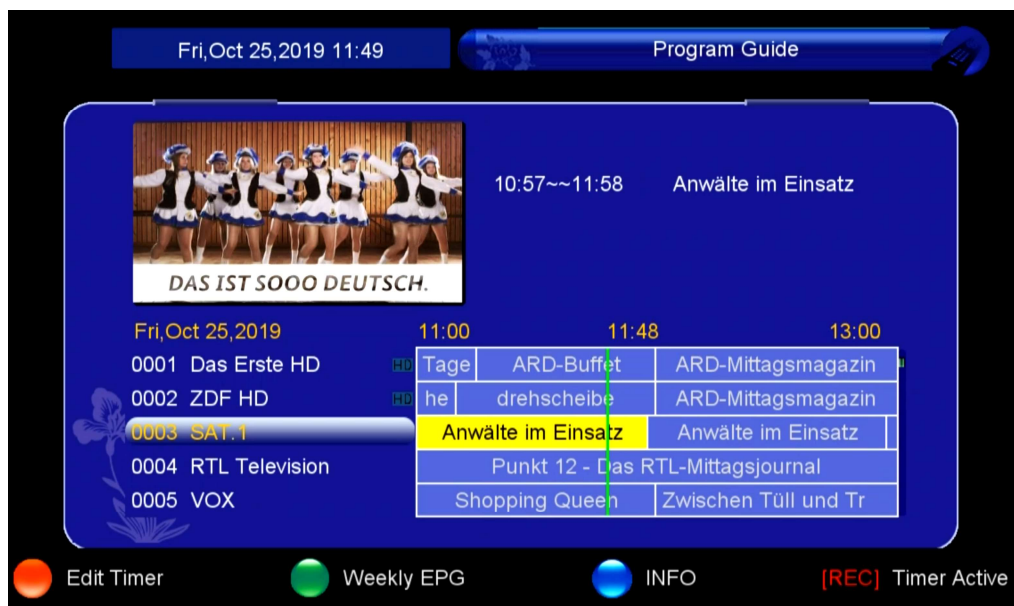 Fri,Oct 25,2019 11:49
Program Guide
10:57~~11:58 Anwälte im Einsatz
DAS IST SOOO DEUTSCH.
Fri,Oct 25,2019 11:00 11:48 13:00
0001 Das Erste HD HD Tage ARD-Buffet ARD-Mittagsmagazin
0002 ZDF HD HD he drehscheibe ARD-Mittagsmagazin
0003 SAT.1 Anwälte im Einsatz Anwälte im Einsatz
0004 RTL Television Punkt 12 - Das RTL-Mittagsjournal
0005 VOX Shopping Queen Zwischen Tüll und Tr
Edit Timer Weekly EPG INFO [REC] Timer Active